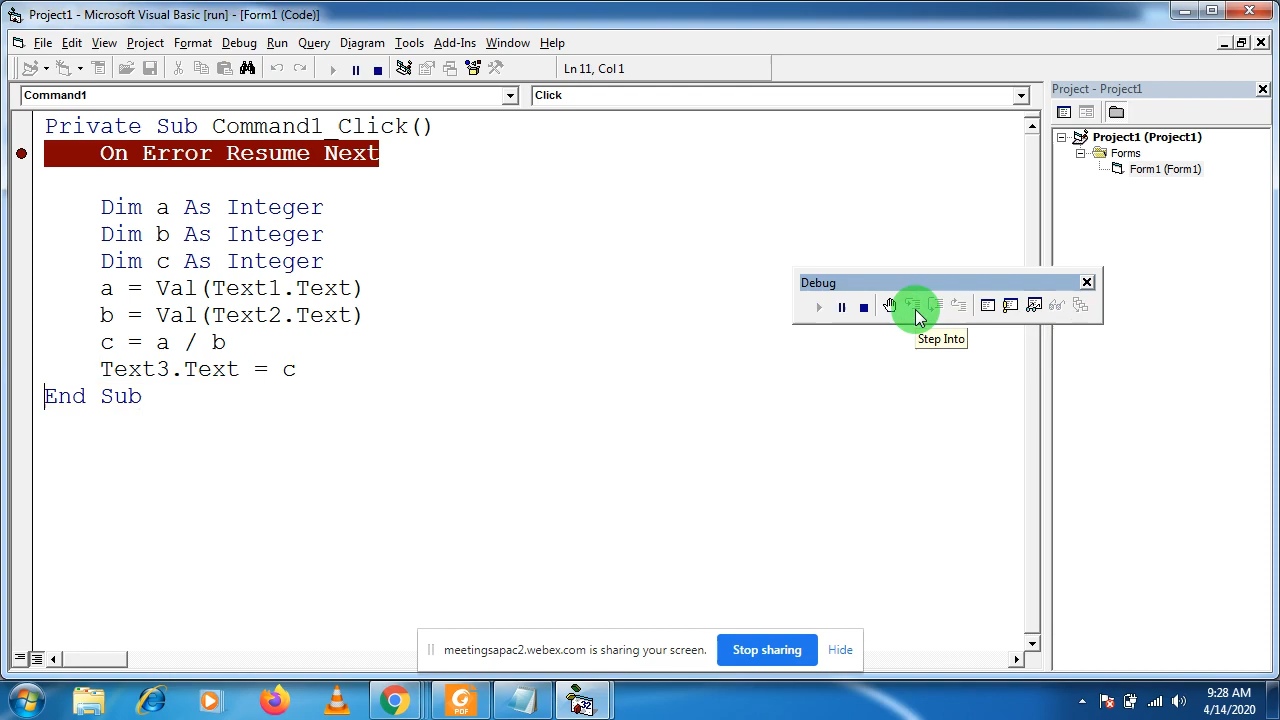 Project1 - Microsoft Visual Basic [run] - [Form1 (Code)]
File Edit View Project Format Debug Run Query Diagram Tools Add-Ins Window Help
Ln 11, Col 1
Command1
Click
Project - Project1
Private Sub Command1_Click()
On Error Resume Next
Dim a As Integer
Dim b As Integer
Dim c As Integer
a = Val(Text1.Text)
b = Val(Text2.Text)
c = a / b
Text3.Text = c
End Sub
Project1 (Project1)
Forms
Form1 (Form1)
Debug
Step Into
meetingsapac2.webex.com is sharing your screen.
Stop sharing
Hide
PDF
32
9:28 AM
4/14/2020